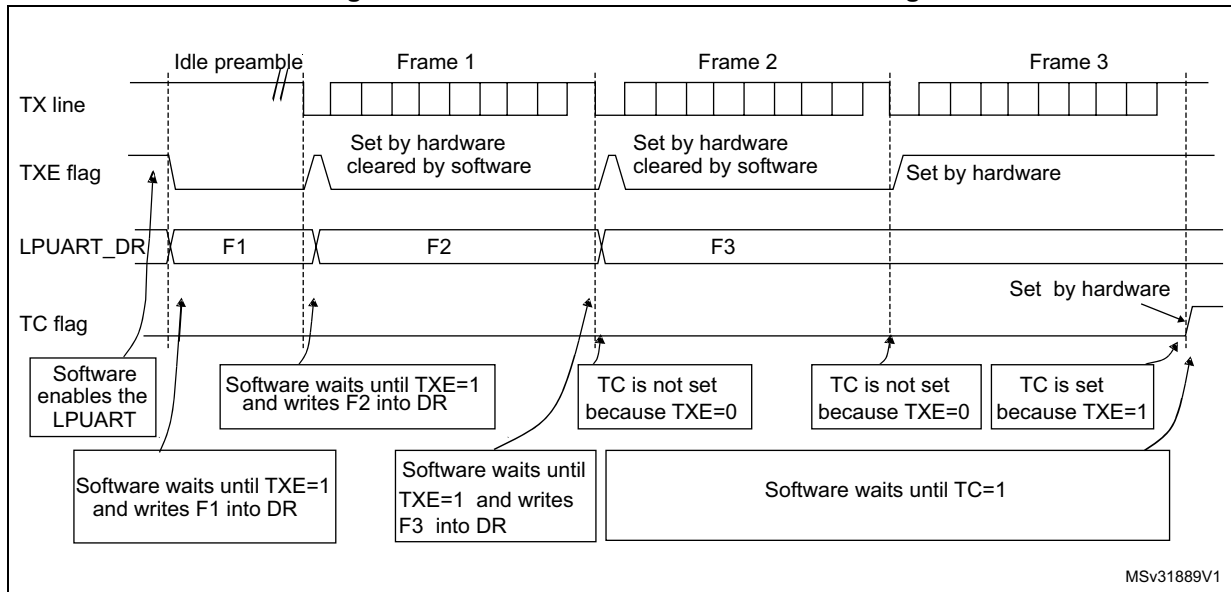 Idle preamble Frame 1 Frame 2 Frame 3
TX line
Set by hardware
cleared by software
Set by hardware
cleared by software
TXE flag
Set by hardware
LPUART_DR F1 F2 F3
Set by hardware
TC flag
Software
enables the
LPUART
Software waits until TXE=1
and writes F2 into DR
TC is not set
because TXE=0
TC is not set
because TXE=0
TC is set
because TXE=1
Software waits until TXE=1
and writes F1 into DR
Software waits until
TXE=1 and writes
F3 into DR
Software waits until TC=1
MSv31889V1